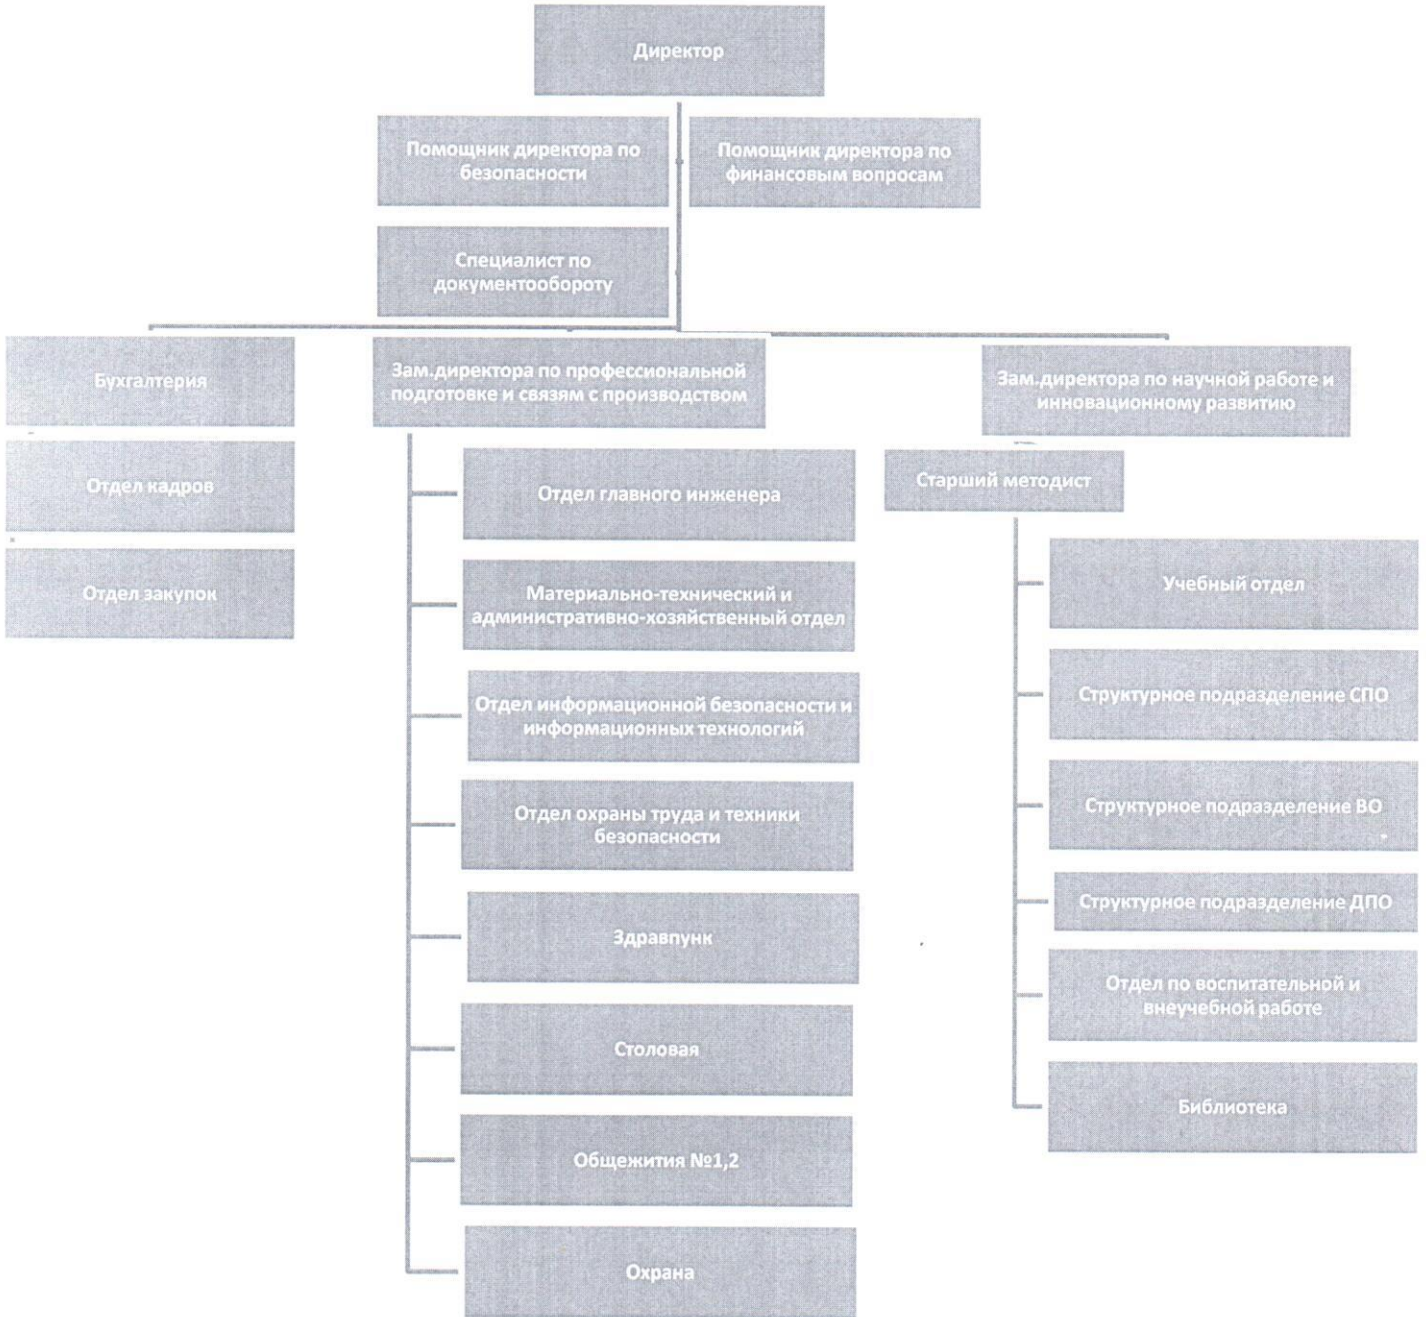 Директор
Помощник директора по
безопасности
Помощник директора по
финансовым вопросам
Специалист по
документообороту
Бухгалтерия
Отдел кадров
Отдел закупок
Зам.директора по профессиональной
подготовке и связям с производством
Отдел главного инженера
Материально-технический и
административно-хозяйственный отдел
Отдел информационной безопасности и
информационных технологий
Отдел охраны труда и техники
безопасности
Здравпунк
Столовая
Общежития №1,2
Охрана
Зам.директора по научной работе и
инновационному развитию
Старший методист
Учебный отдел
Структурное подразделение СПО
Структурное подразделение ВО
Структурное подразделение ДПО
Отдел по воспитательной и
внеучебной работе
Библиотека